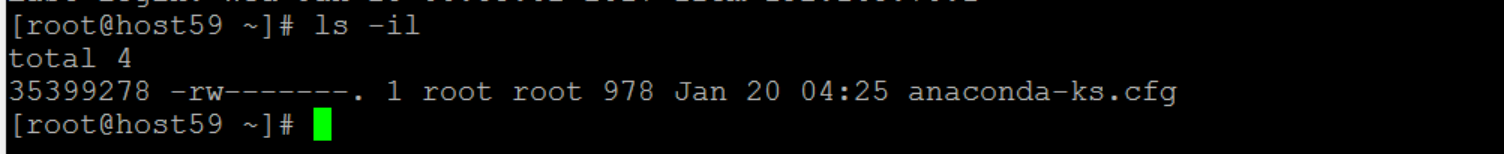 [root@host59 ~]# ls -il
total 4
35399278 -rw-------. 1 root root 978 Jan 20 04:25 anaconda-ks.cfg
[root@host59 ~]#